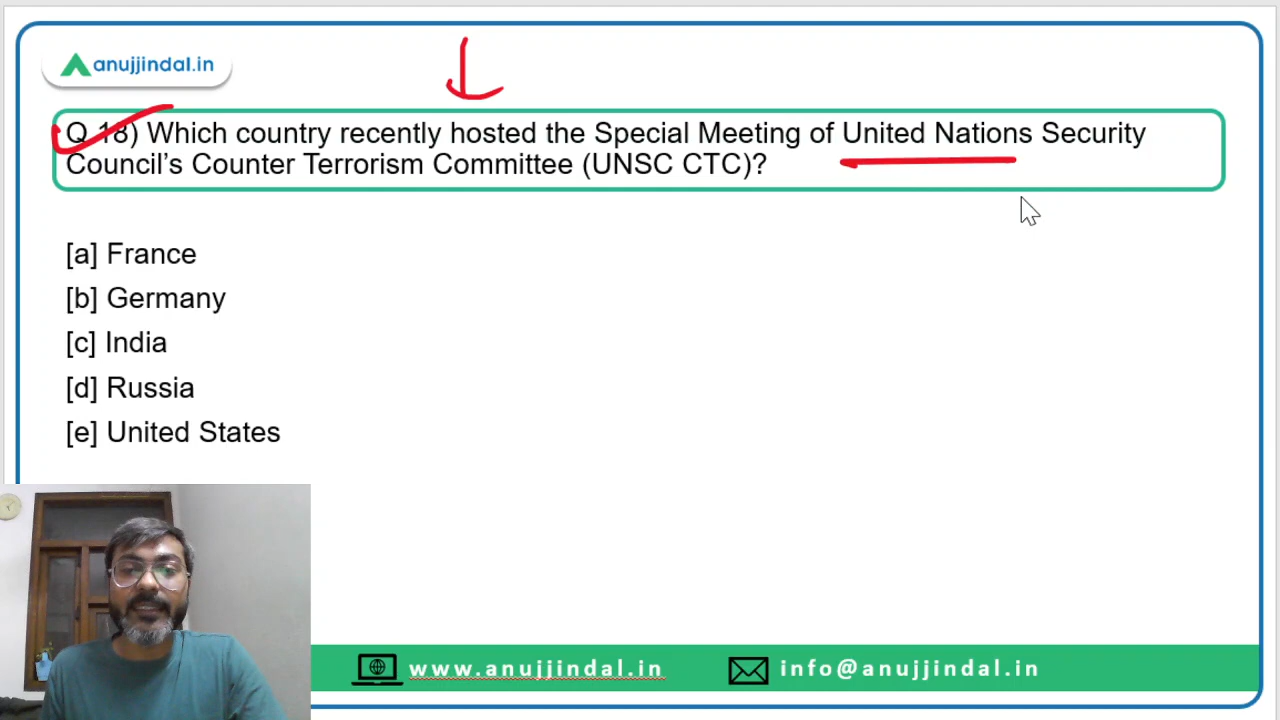 anujjindal.in
Q 18) Which country recently hosted the Special Meeting of United Nations Security
Council’s Counter Terrorism Committee (UNSC CTC)?
[a] France
[b] Germany
[c] India
[d] Russia
[e] United States
www.anujjindal.in
info@anujjindal.in